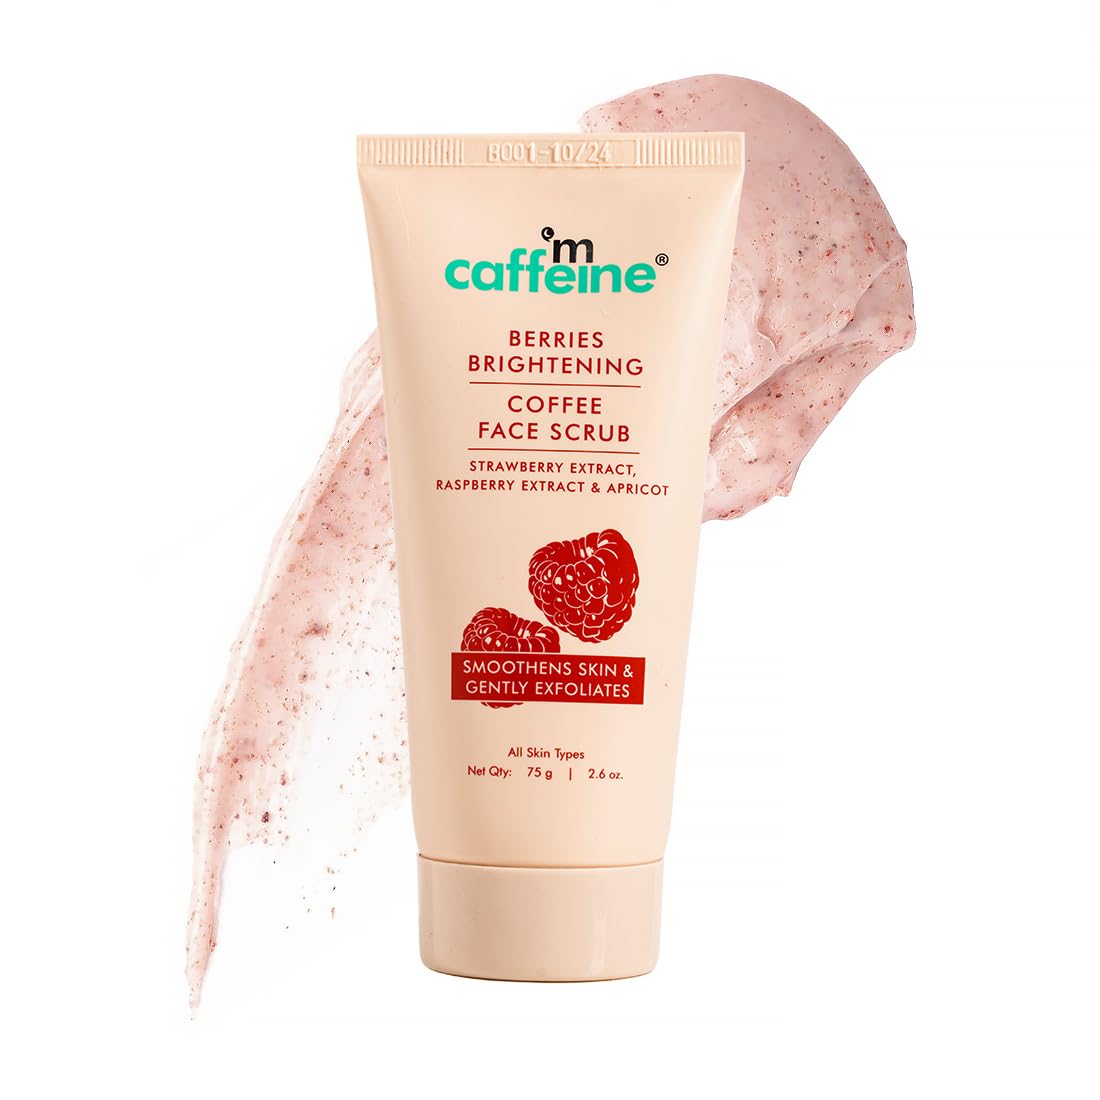 B001-10/24
'm
caffeine®
BERRIES
BRIGHTENING
COFFEE
FACE SCRUB
STRAWBERRY EXTRACT,
RASPBERRY EXTRACT & APRICOT
SMOOTHENS SKIN &
GENTLY EXFOLIATES
All Skin Types
Net Qty: 75 g | 2.6 oz.